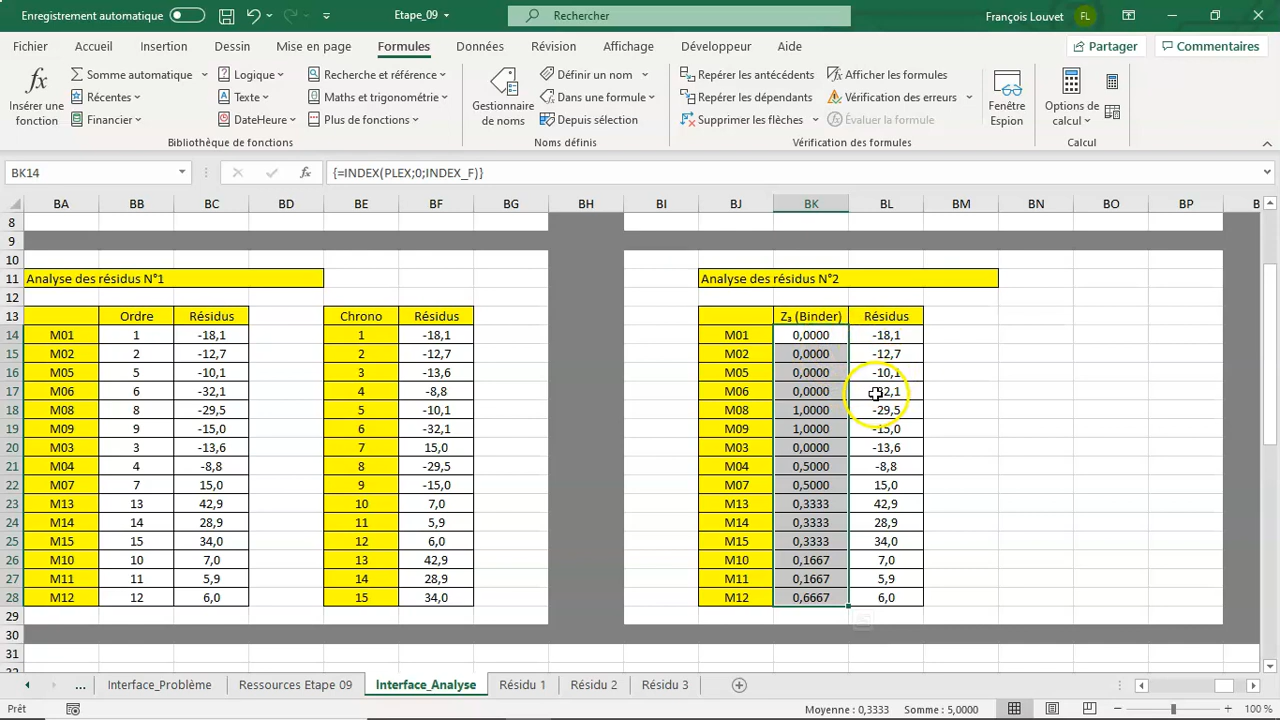 Enregistrement automatique Etape_09 Rechercher François Louvet FL
Fichier Accueil Insertion Dessin Mise en page Formules Données Révision Affichage Développeur Aide Partager Commentaires
fx Σ Somme automatique Logique Recherche et référence Définir un nom Repérer les antécédents Afficher les formules
Récentes Texte Maths et trigonométrie Dans une formule Repérer les dépendants Vérification des erreurs
Financier DateHeure Plus de fonctions Depuis sélection Supprimer les flèches Évaluer la formule
Insérer une fonction Gestionnaire de noms Fenêtre Espion Options de calcul
Bibliothèque de fonctions Noms définis Vérification des formules Calcul
BK14 fx {=INDEX(PLEX;0;INDEX_F)}
BA BB BC BD BE BF BG BH BI BJ BK BL BM BN BO BP B
8
9
10
11 Analyse des résidus N°1 Analyse des résidus N°2
12
13 Ordre Résidus Chrono Résidus Z₃ (Binder) Résidus
14 M01 1 -18,1 1 -18,1 M01 0,0000 -18,1
15 M02 2 -12,7 2 -12,7 M02 0,0000 -12,7
16 M05 5 -10,1 3 -13,6 M05 0,0000 -10,1
17 M06 6 -32,1 4 -8,8 M06 0,0000 -32,1
18 M08 8 -29,5 5 -10,1 M08 1,0000 -29,5
19 M09 9 -15,0 6 -32,1 M09 1,0000 -15,0
20 M03 3 -13,6 7 15,0 M03 0,0000 -13,6
21 M04 4 -8,8 8 -29,5 M04 0,5000 -8,8
22 M07 7 15,0 9 -15,0 M07 0,5000 15,0
23 M13 13 42,9 10 7,0 M13 0,3333 42,9
24 M14 14 28,9 11 5,9 M14 0,3333 28,9
25 M15 15 34,0 12 6,0 M15 0,3333 34,0
26 M10 10 7,0 13 42,9 M10 0,1667 7,0
27 M11 11 5,9 14 28,9 M11 0,1667 5,9
28 M12 12 6,0 15 34,0 M12 0,6667 6,0
29
30
31
... Interface_Problème Ressources Etape 09 Interface_Analyse Résidu 1 Résidu 2 Résidu 3
Prêt Moyenne : 0,3333 Somme : 5,0000 100 %